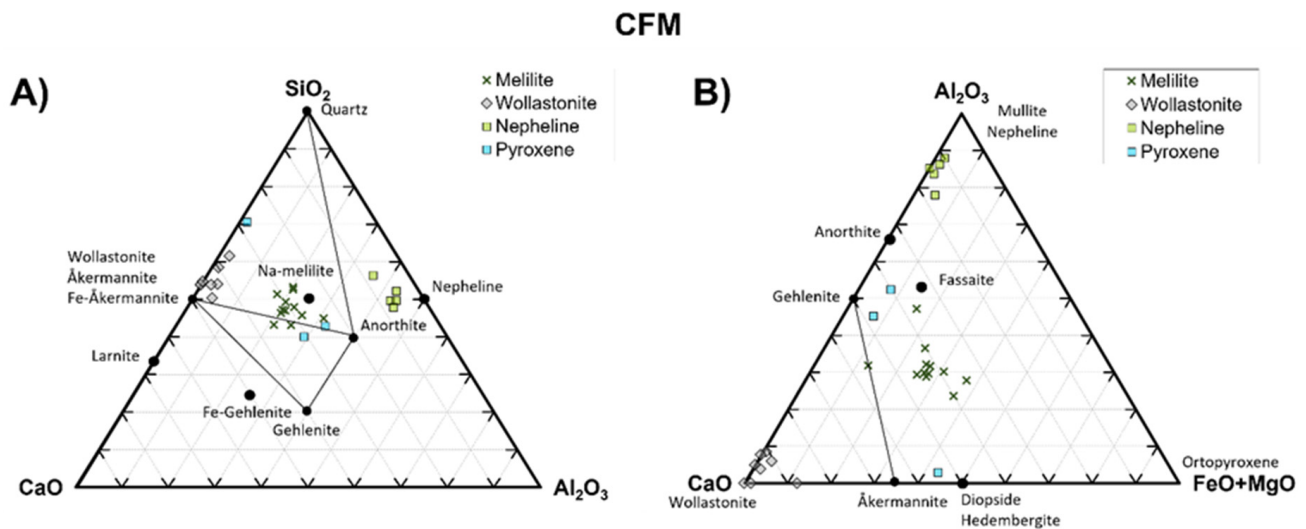 CFM
A)
SiO₂
Quartz
Melilite
Wollastonite
Nepheline
Pyroxene
Wollastonite
Åkermannite
Fe-Åkermannite
Na-melilite
Nepheline
Anorthite
Larnite
Fe-Gehlenite
Gehlenite
CaO
Al₂O₃
B)
Al₂O₃
Mullite
Nepheline
Melilite
Wollastonite
Nepheline
Pyroxene
Anorthite
Fassaite
Gehlenite
Ortopyroxene
CaO
FeO+MgO
Wollastonite
Åkermannite
Diopside
Hedembergite